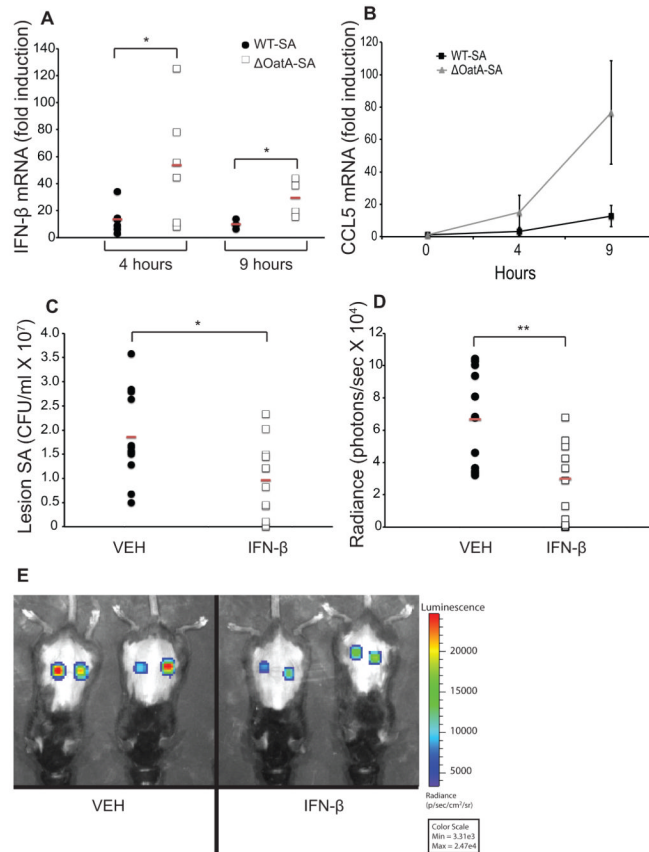 A
IFN-β mRNA (fold induction)
140
120
100
80
60
40
20
0
*
*
WT-SA
ΔOatA-SA
4 hours
9 hours
B
CCL5 mRNA (fold induction)
140
120
100
80
60
40
20
0
WT-SA
ΔOatA-SA
0
4
9
Hours
C
Lesion SA (CFU/ml X 10⁷)
4.0
3.5
3.0
2.5
2.0
1.5
1.0
0.5
0
*
VEH
IFN-β
D
Radiance (photons/sec X 10⁴)
12
10
8
6
4
2
0
**
VEH
IFN-β
E
VEH
IFN-β
Luminescence
20000
15000
10000
5000
Radiance
(p/sec/cm²/sr)
Color Scale
Min = 3.31e3
Max = 2.47e4